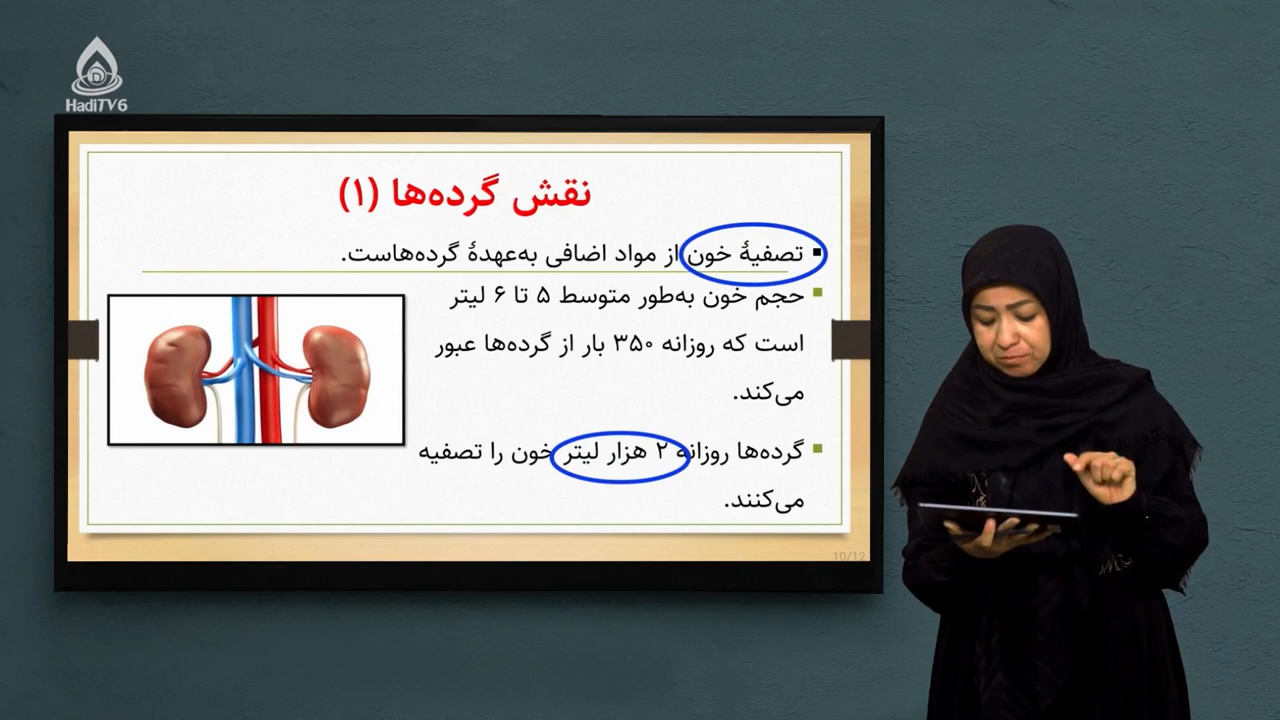 HadiTV6
نقش گرده‌ها (۱)
تصفیهٔ خون از مواد اضافی به‌عهدهٔ گرده‌هاست.
حجم خون به‌طور متوسط ۵ تا ۶ لیتر
است که روزانه ۳۵۰ بار از گرده‌ها عبور
می‌کند.
گرده‌ها روزانه ۲ هزار لیتر خون را تصفیه
می‌کنند.
10/12